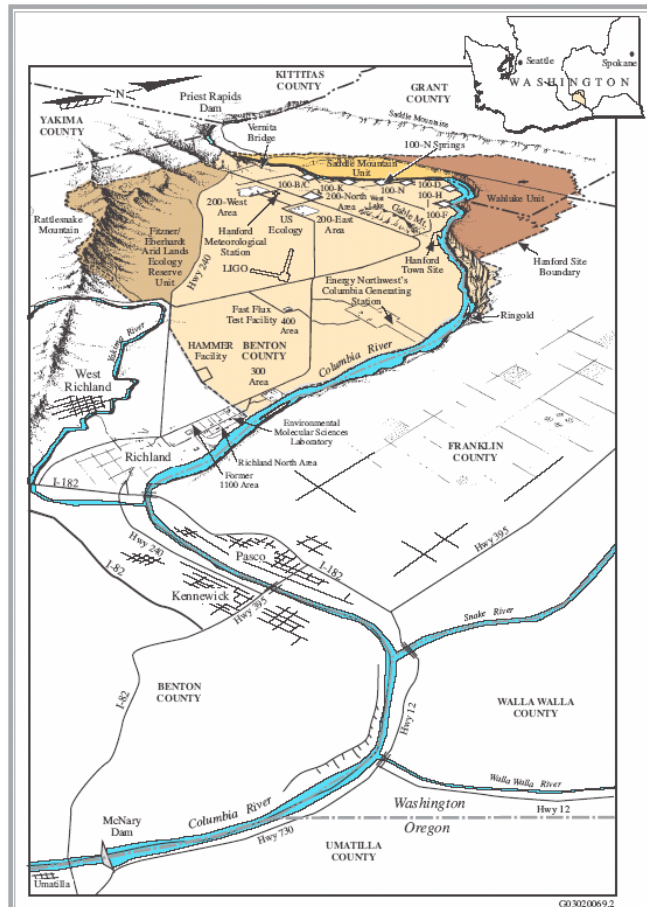 Seattle
Spokane
WASHINGTON
KITTITAS
COUNTY
GRANT
COUNTY
N
Priest Rapids
Dam
YAKIMA
COUNTY
Saddle Mountains
Vernita
Bridge
100-N Springs
Saddle Mountain
Unit
100-B/C
100-K
100-N
100-D
100-H
100-F
Wahluke Unit
200-West
Area
200-North
Area
West
Lake
Gable Mt.
US
Ecology
200-East
Area
Rattlesnake
Mountain
Hanford
Meteorological
Station
Fitzner/
Eberhardt
Arid Lands
Ecology
Reserve
Unit
Hwy 240
LIGO
Hanford
Town Site
Hanford Site
Boundary
Energy Northwest's
Columbia Generating
Station
Ringold
Fast Flux
Test Facility
400
Area
HAMMER
Facility
BENTON
COUNTY
300
Area
Columbia River
Yakima River
West
Richland
Environmental
Molecular Sciences
Laboratory
Richland North Area
Former
1100 Area
Richland
FRANKLIN
COUNTY
I-182
Hwy 240
I-82
Pasco
I-182
Hwy 395
Kennewick
Hwy 395
Snake River
BENTON
COUNTY
I-82
Hwy 12
WALLA WALLA
COUNTY
Walla Walla River
Hwy 12
Columbia River
McNary
Dam
Washington
Oregon
Hwy 730
UMATILLA
COUNTY
Umatilla
G03020069.2